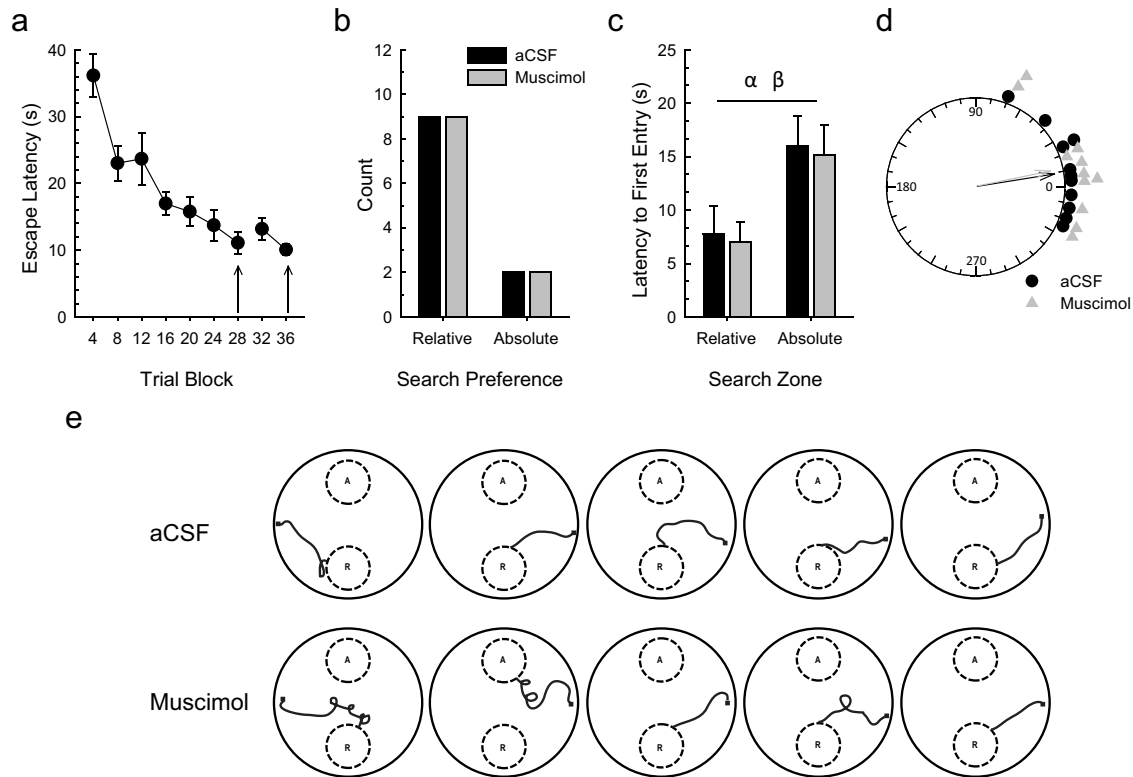 a
Escape Latency (s)
40
30
20
10
0
4 8 12 16 20 24 28 32 36
Trial Block
b
Count
12
10
8
6
4
2
0
aCSF
Muscimol
Relative Absolute
Search Preference
c
Latency to First Entry (s)
25
20
15
10
5
0
α β
Relative Absolute
Search Zone
d
90
180
0
270
aCSF
Muscimol
e
aCSF
A A A A A
R R R R R
Muscimol
A A A A A
R R R R R